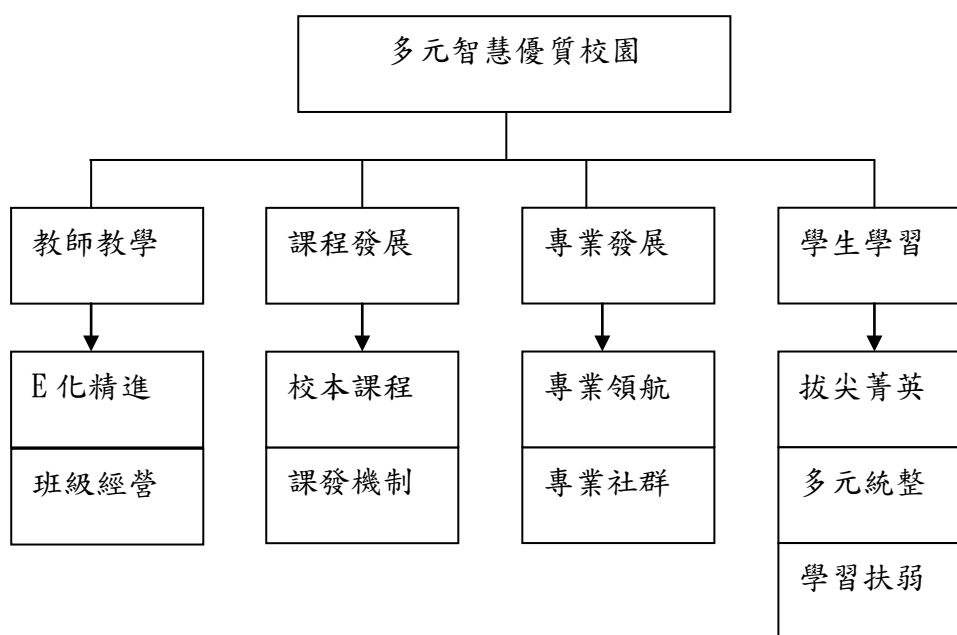 多元智慧優質校園
教師教學
課程發展
專業發展
學生學習
E化精進
校本課程
專業領航
拔尖菁英
班級經營
課發機制
專業社群
多元統整
學習扶弱